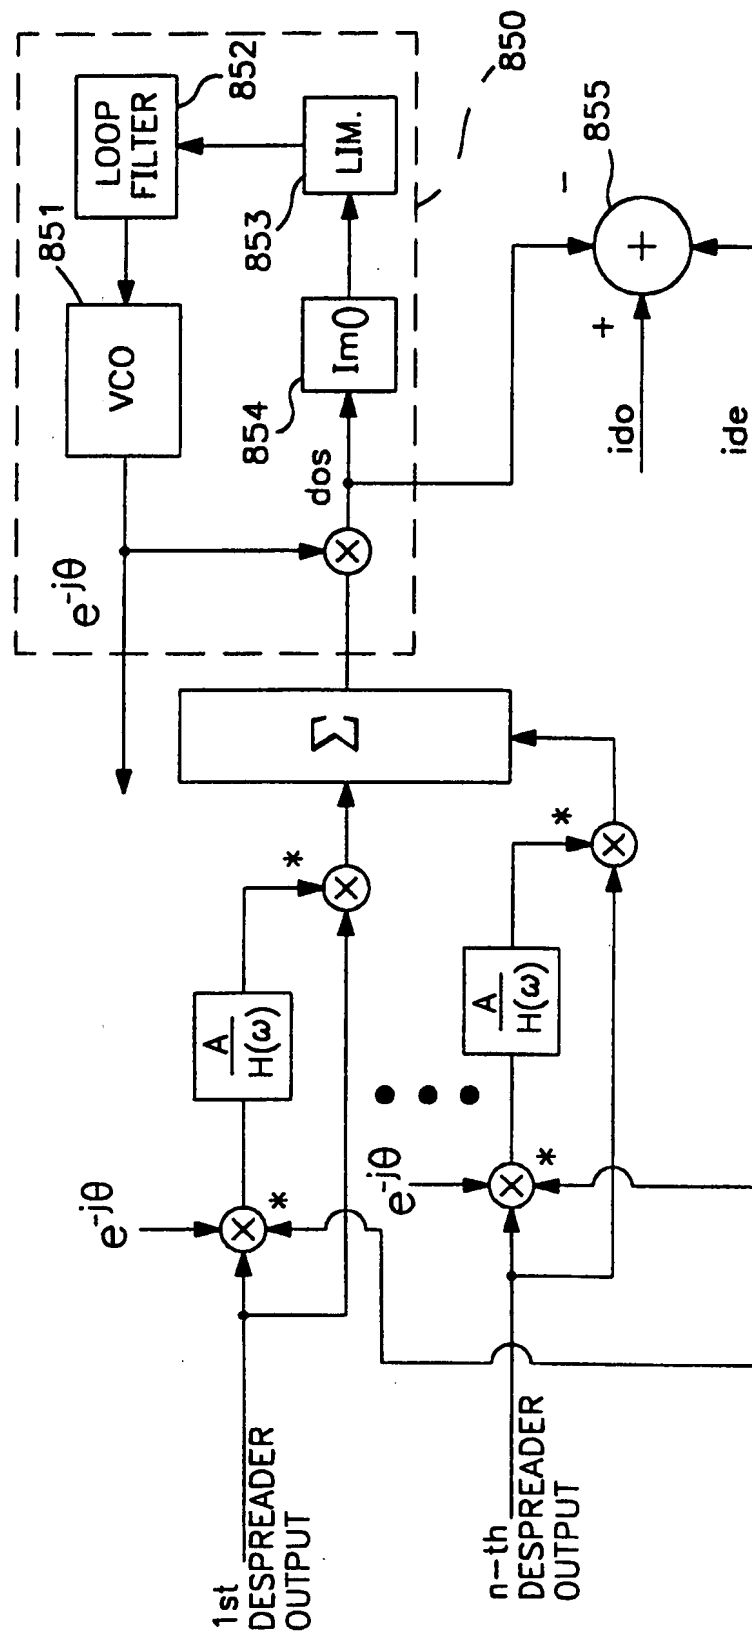 1st
DESPREADER
OUTPUT
n-th
DESPREADER
OUTPUT
e-jθ
*
A
H(ω)
*
e-jθ
*
A
H(ω)
*
Σ
e-jθ
VCO
851
LOOP
FILTER
852
LIM.
853
Im()
854
dos
850
ido
+
−
+
855
ide